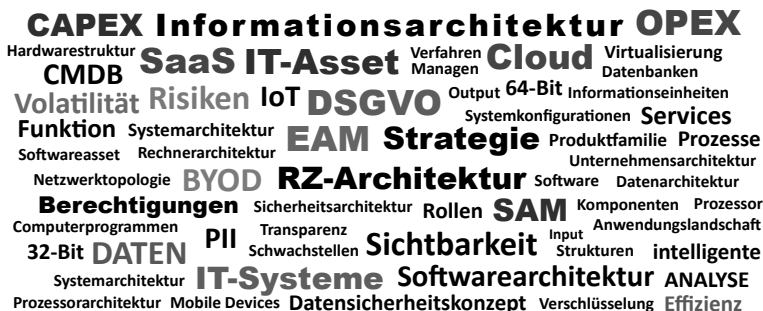 CAPEX Informationsarchitektur OPEX
Hardwarestruktur SaaS IT-Asset Verfahren Cloud Virtualisierung
CMDB Managen Datenbanken
Volatilität Risiken IoT DSGVO Output 64-Bit Informationseinheiten
Systemkonfigurationen Services
Funktion Systemarchitektur EAM Strategie Produktfamilie Prozesse
Softwareasset Rechnerarchitektur Unternehmensarchitektur
Netzwerktopologie BYOD RZ-Architektur Software Datenarchitektur
Berechtigungen Sicherheitsarchitektur Rollen SAM Komponenten Prozessor
Computerprogrammen PII Transparenz Sichtbarkeit Input Anwendungslandschaft
32-Bit DATEN Schwachstellen Strukturen intelligente
Systemarchitektur IT-Systeme Softwarearchitektur ANALYSE
Prozessorarchitektur Mobile Devices Datensicherheitskonzept Verschlüsselung Effizienz